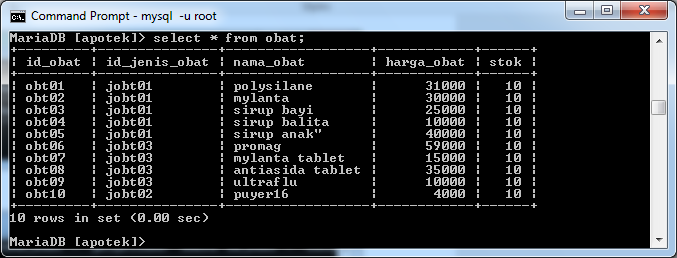 Command Prompt - mysql -u root
MariaDB [apotek]> select * from obat;
+---------+---------------+------------------+------------+------+
| id_obat | id_jenis_obat | nama_obat | harga_obat | stok |
+---------+---------------+------------------+------------+------+
| obt01 | jobt01 | polysilane | 31000 | 10 |
| obt02 | jobt01 | mylanta | 30000 | 10 |
| obt03 | jobt01 | sirup bayi | 25000 | 10 |
| obt04 | jobt01 | sirup balita | 10000 | 10 |
| obt05 | jobt01 | sirup anak" | 40000 | 10 |
| obt06 | jobt03 | promag | 59000 | 10 |
| obt07 | jobt03 | mylanta tablet | 15000 | 10 |
| obt08 | jobt03 | antiasida tablet | 35000 | 10 |
| obt09 | jobt03 | ultraflu | 10000 | 10 |
| obt10 | jobt02 | puyer16 | 4000 | 10 |
+---------+---------------+------------------+------------+------+
10 rows in set (0.00 sec)
MariaDB [apotek]>